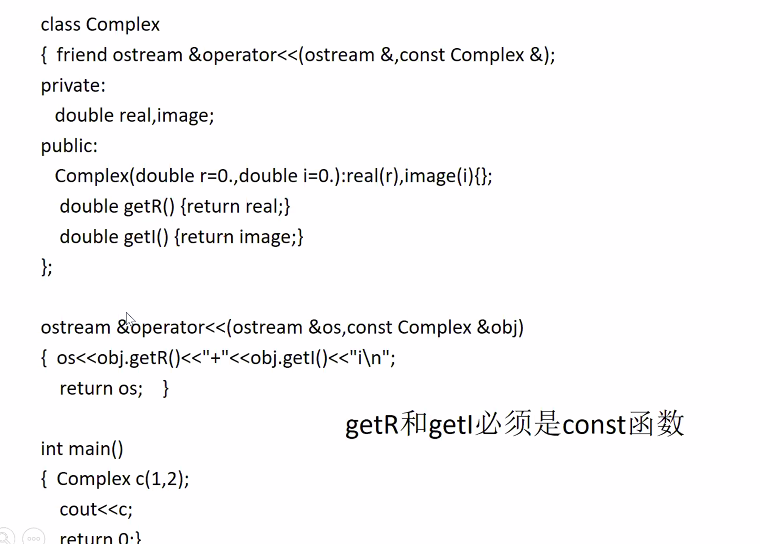 class Complex
{  friend ostream &operator<<(ostream &,const Complex &);
private:
double real,image;
public:
Complex(double r=0.,double i=0.):real(r),image(i){};
double getR() {return real;}
double getI() {return image;}
};
ostream &operator<<(ostream &os,const Complex &obj)
{  os<<obj.getR()<<"+"<<obj.getI()<<"i\n";
return os;    }
getR和getI必须是const函数
int main()
{  Complex c(1,2);
cout<<c;
return 0;}